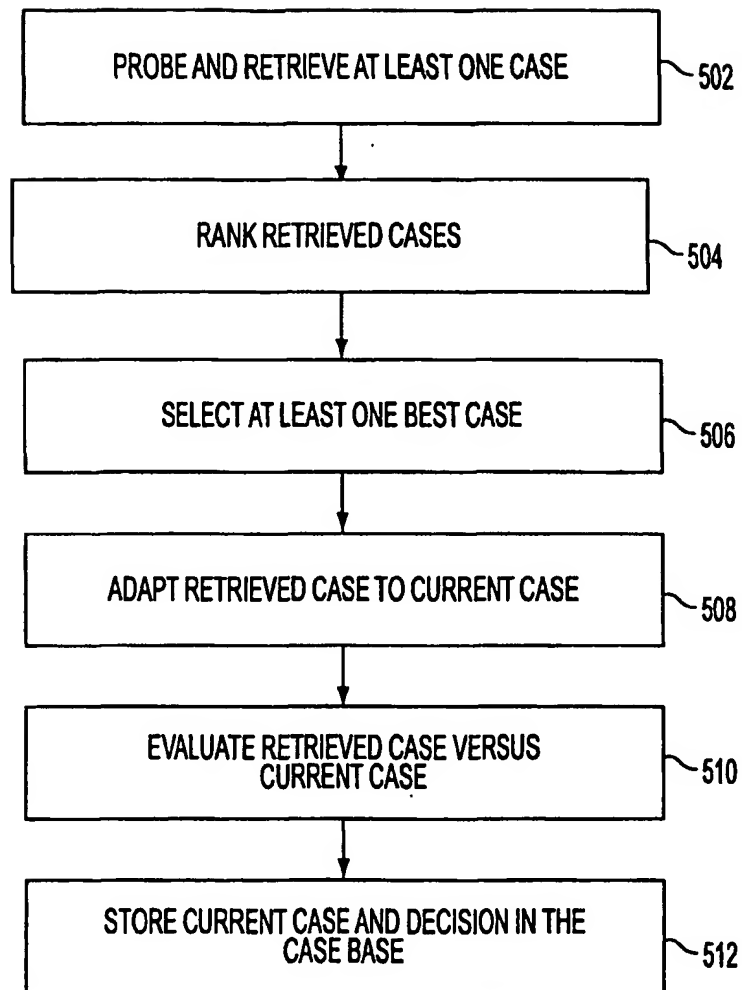 PROBE AND RETRIEVE AT LEAST ONE CASE
502
RANK RETRIEVED CASES
504
SELECT AT LEAST ONE BEST CASE
506
ADAPT RETRIEVED CASE TO CURRENT CASE
508
EVALUATE RETRIEVED CASE VERSUS
CURRENT CASE
510
STORE CURRENT CASE AND DECISION IN THE
CASE BASE
512